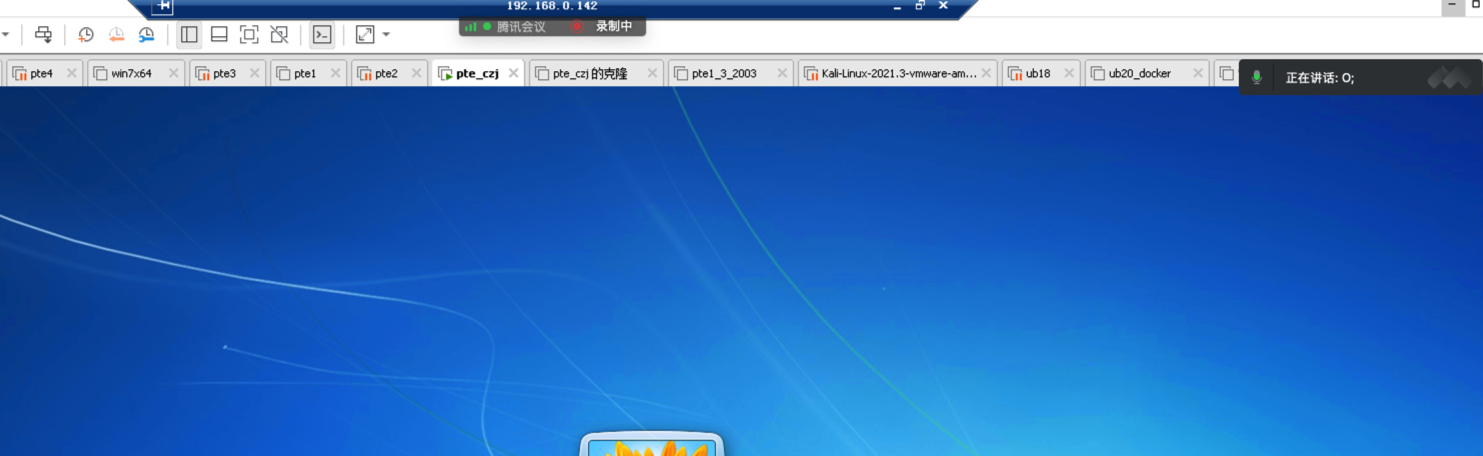 192.168.0.142
腾讯会议 录制中
pte4 win7x64 pte3 pte1 pte2 pte_czj pte_czj 的克隆 pte1_3_2003 Kali-Linux-2021.3-vmware-am... ub18 ub20_docker
正在讲话: O;